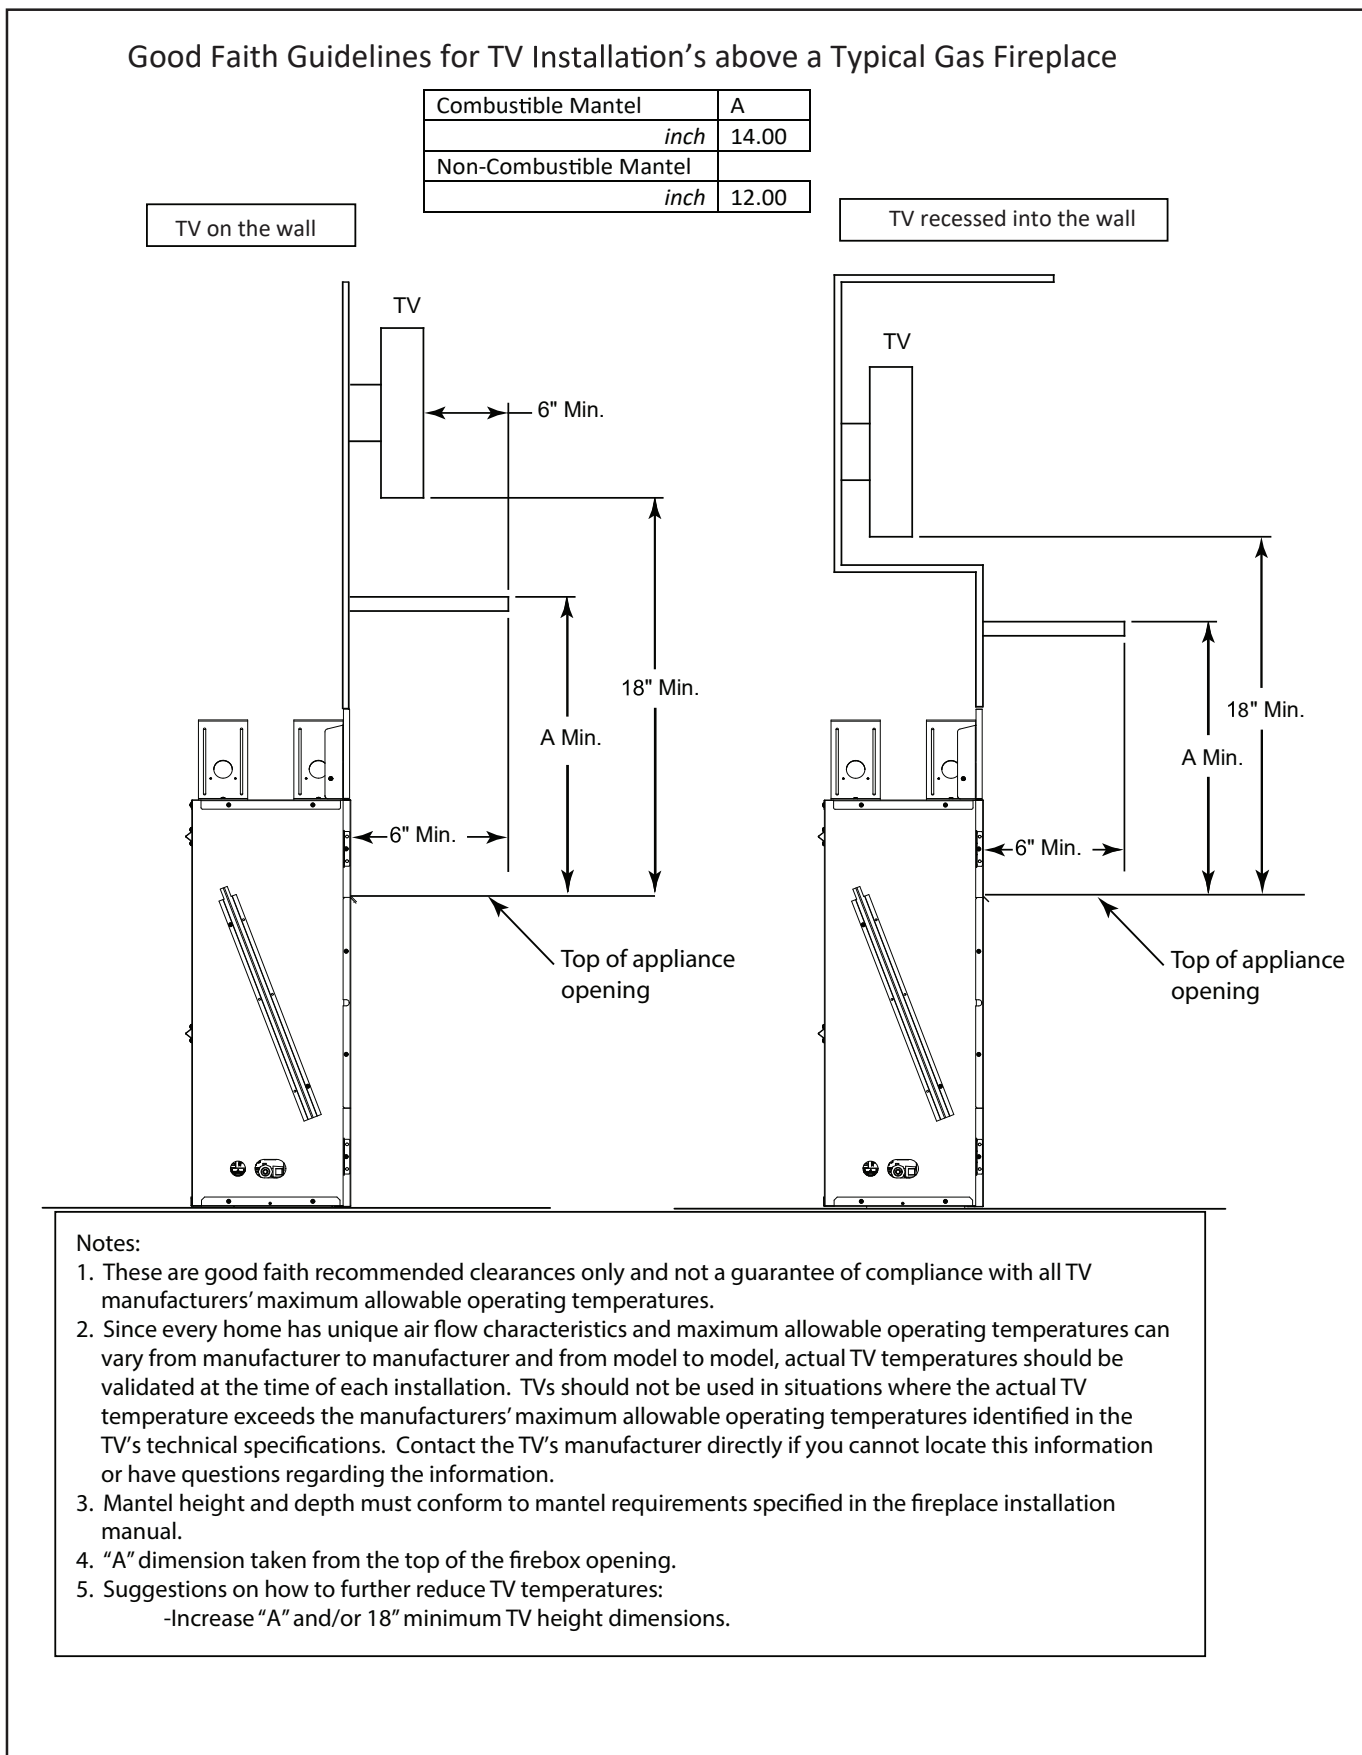 Good Faith Guidelines for TV Installation's above a Typical Gas Fireplace
Combustible Mantel A
inch 14.00
Non-Combustible Mantel
inch 12.00
TV on the wall
TV recessed into the wall
TV
6" Min.
18" Min.
A Min.
6" Min.
Top of appliance
opening
TV
18" Min.
A Min.
6" Min.
Top of appliance
opening
Notes:
1. These are good faith recommended clearances only and not a guarantee of compliance with all TV
manufacturers' maximum allowable operating temperatures.
2. Since every home has unique air flow characteristics and maximum allowable operating temperatures can
vary from manufacturer to manufacturer and from model to model, actual TV temperatures should be
validated at the time of each installation. TVs should not be used in situations where the actual TV
temperature exceeds the manufacturers' maximum allowable operating temperatures identified in the
TV's technical specifications. Contact the TV's manufacturer directly if you cannot locate this information
or have questions regarding the information.
3. Mantel height and depth must conform to mantel requirements specified in the fireplace installation
manual.
4. "A" dimension taken from the top of the firebox opening.
5. Suggestions on how to further reduce TV temperatures:
-Increase "A" and/or 18" minimum TV height dimensions.